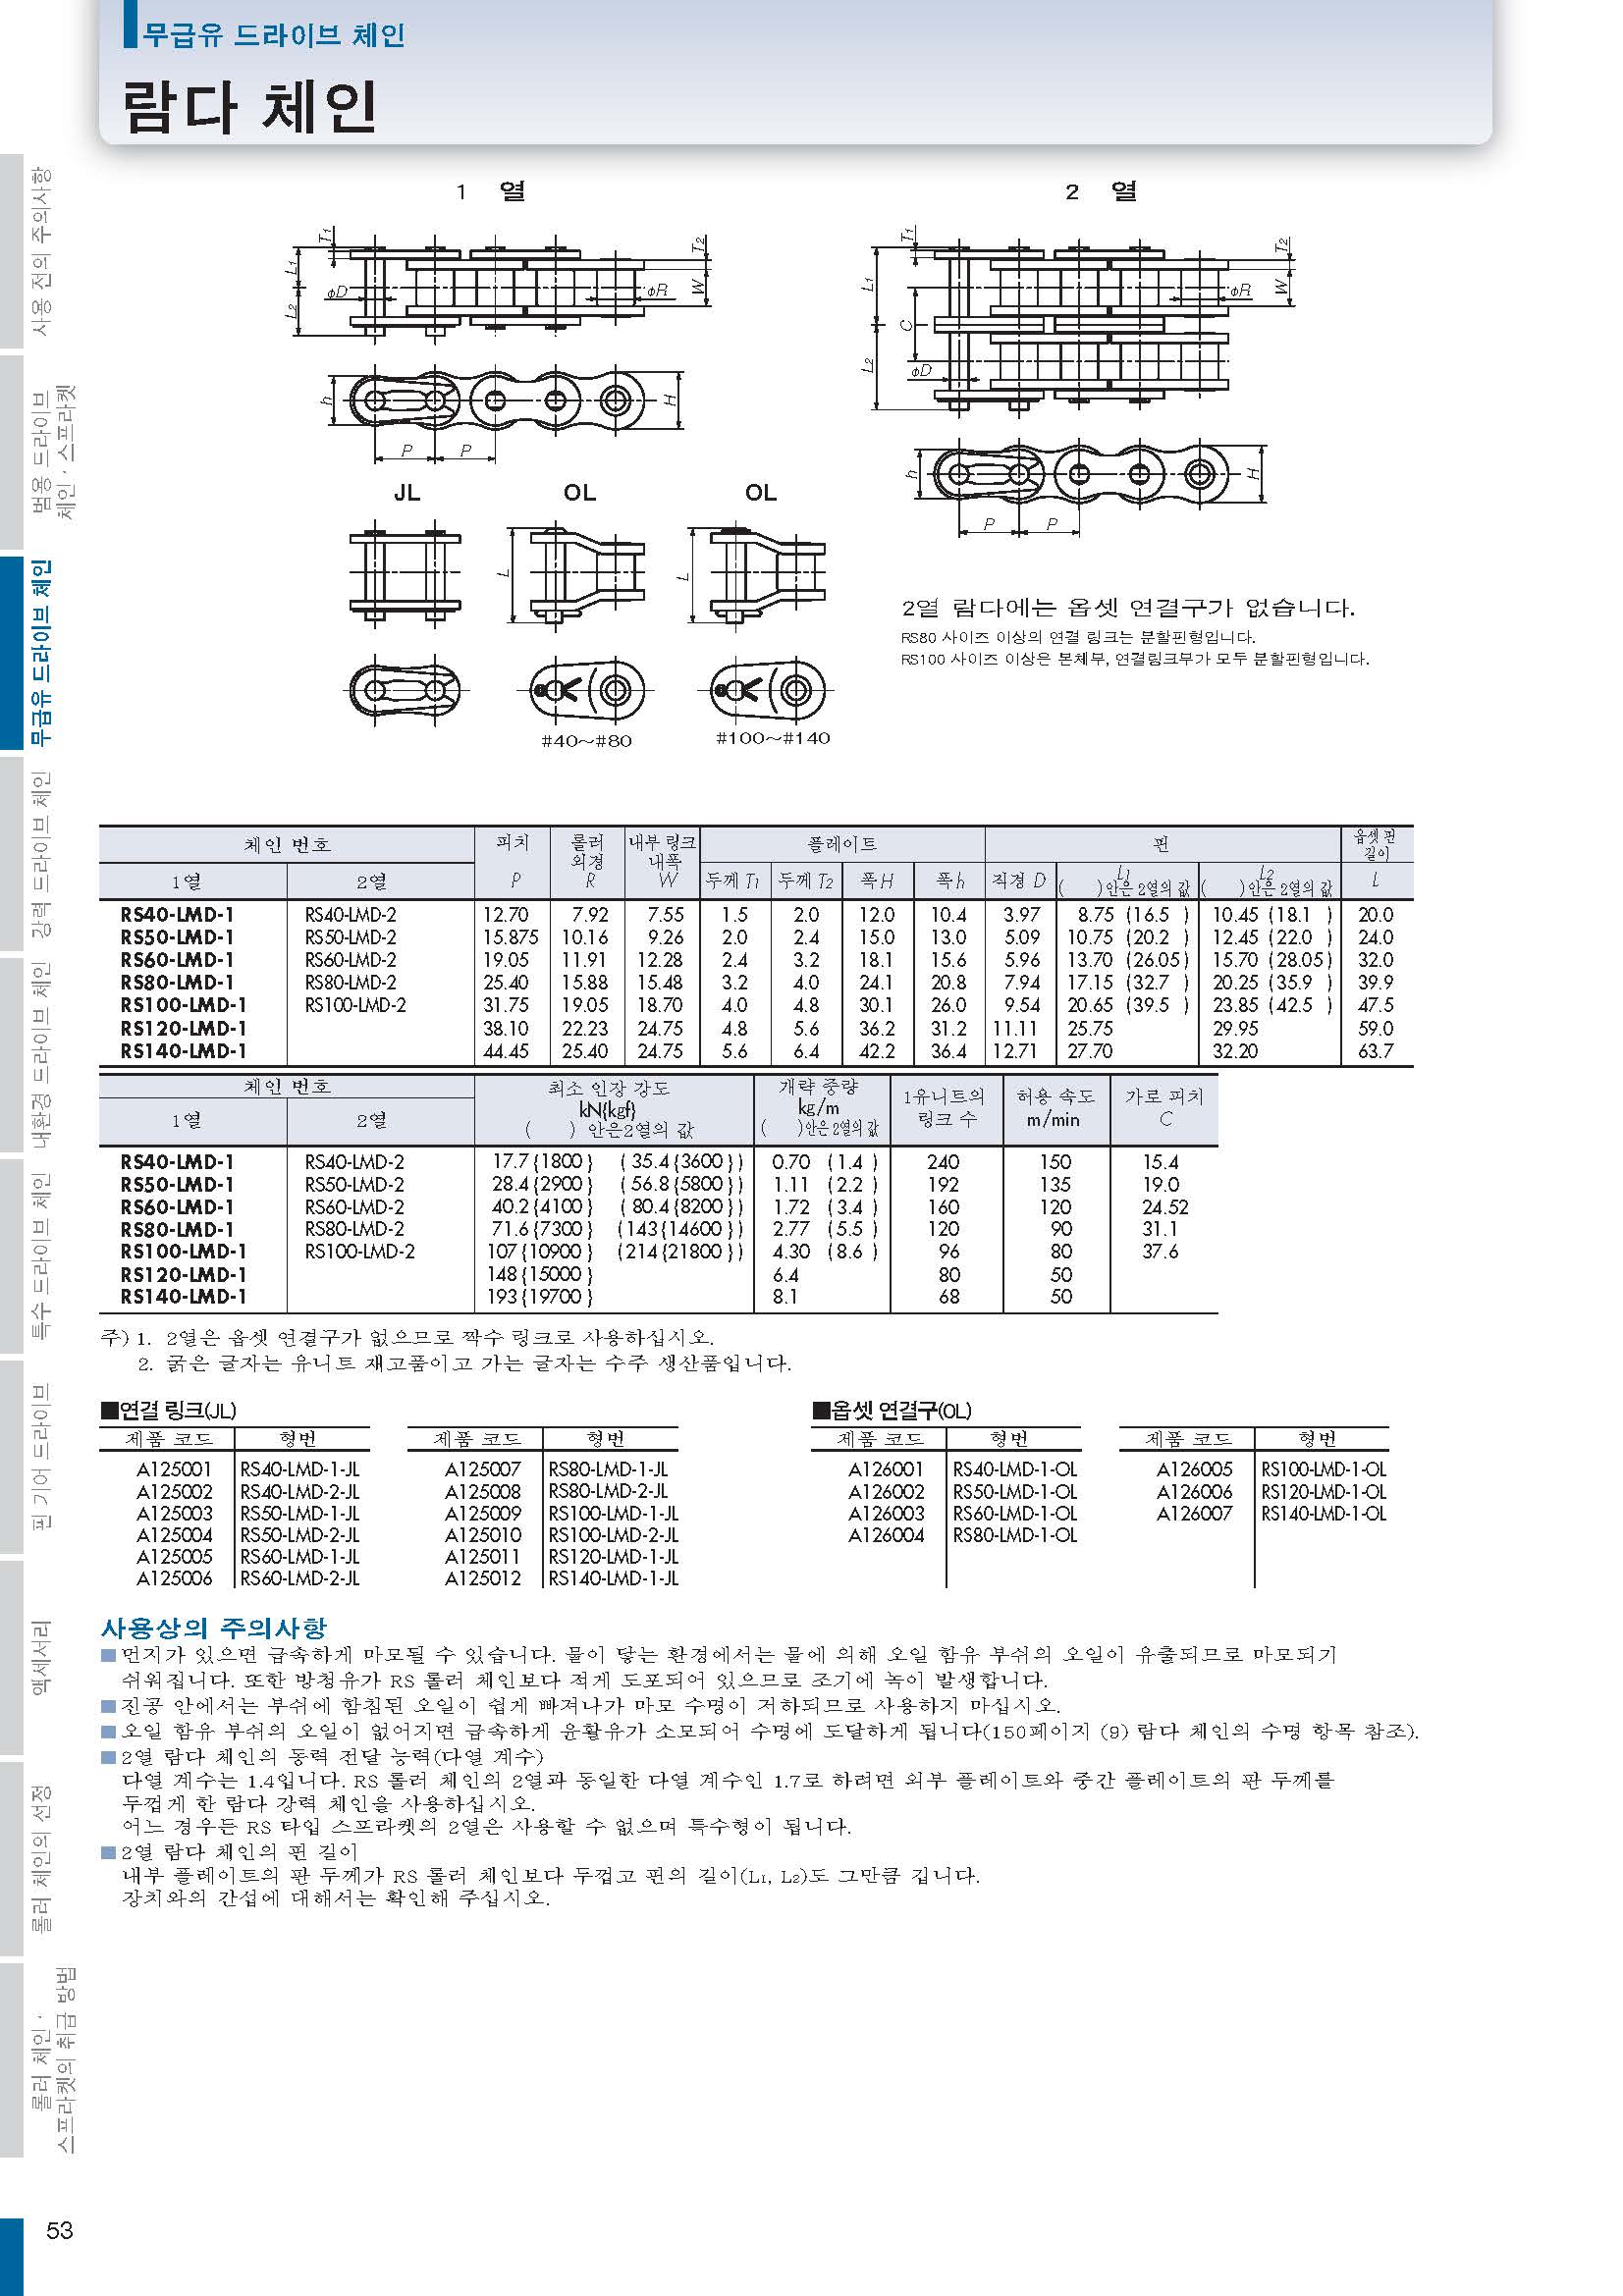 무급유 드라이브 체인
람다 체인
사용 전의 주의사항
범용 드라이브
체인 · 스프라켓
무급유 드라이브 체인
강력 드라이브 체인
내환경 드라이브 체인
특수 드라이브 체인
핀 기어 드라이브
액세서리
롤러 체인의 선정
롤러 체인 ·
스프라켓의 취급 방법
1 열
T1 L1 L2 φD φR T2 W
h H P P
2 열
T1 L1 C L2 φD φR T2 W
h H P P
JL OL OL
L L
#40~#80 #100~#140
2열 람다에는 옵셋 연결구가 없습니다.
RS80 사이즈 이상의 연결 링크는 분할핀형입니다.
RS100 사이즈 이상은 본체부, 연결링크부가 모두 분할핀형입니다.
체인 번호 피치 롤러 외경 내부 링크 내폭 플레이트 핀 옵셋 핀 길이
1열 2열 P R W 두께 T1 두께 T2 폭H 폭h 직경 D L1 ( )안은 2열의 값 L2 ( )안은 2열의 값 L
RS40-LMD-1 RS40-LMD-2 12.70 7.92 7.55 1.5 2.0 12.0 10.4 3.97 8.75 (16.5 ) 10.45 (18.1 ) 20.0
RS50-LMD-1 RS50-LMD-2 15.875 10.16 9.26 2.0 2.4 15.0 13.0 5.09 10.75 (20.2 ) 12.45 (22.0 ) 24.0
RS60-LMD-1 RS60-LMD-2 19.05 11.91 12.28 2.4 3.2 18.1 15.6 5.96 13.70 (26.05) 15.70 (28.05) 32.0
RS80-LMD-1 RS80-LMD-2 25.40 15.88 15.48 3.2 4.0 24.1 20.8 7.94 17.15 (32.7 ) 20.25 (35.9 ) 39.9
RS100-LMD-1 RS100-LMD-2 31.75 19.05 18.70 4.0 4.8 30.1 26.0 9.54 20.65 (39.5 ) 23.85 (42.5 ) 47.5
RS120-LMD-1 38.10 22.23 24.75 4.8 5.6 36.2 31.2 11.11 25.75 29.95 59.0
RS140-LMD-1 44.45 25.40 24.75 5.6 6.4 42.2 36.4 12.71 27.70 32.20 63.7
체인 번호 최소 인장 강도 kN{kgf} ( ) 안은2열의 값 개략 중량 kg/m ( )안은2열의 값 1유니트의 링크 수 허용 속도 m/min 가로 피치 C
1열 2열
RS40-LMD-1 RS40-LMD-2 17.7{1800} (35.4{3600}) 0.70 (1.4 ) 240 150 15.4
RS50-LMD-1 RS50-LMD-2 28.4{2900} (56.8{5800}) 1.11 (2.2 ) 192 135 19.0
RS60-LMD-1 RS60-LMD-2 40.2{4100} (80.4{8200}) 1.72 (3.4 ) 160 120 24.52
RS80-LMD-1 RS80-LMD-2 71.6{7300} (143{14600}) 2.77 (5.5 ) 120 90 31.1
RS100-LMD-1 RS100-LMD-2 107{10900} (214{21800}) 4.30 (8.6 ) 96 80 37.6
RS120-LMD-1 148{15000} 6.4 80 50
RS140-LMD-1 193{19700} 8.1 68 50
주) 1. 2열은 옵셋 연결구가 없으므로 짝수 링크로 사용하십시오.
2. 굵은 글자는 유니트 재고품이고 가는 글자는 수주 생산품입니다.
■연결 링크(JL) ■옵셋 연결구(OL)
제품 코드 형번 제품 코드 형번 제품 코드 형번 제품 코드 형번
A125001 RS40-LMD-1-JL A125007 RS80-LMD-1-JL A126001 RS40-LMD-1-OL A126005 RS100-LMD-1-OL
A125002 RS40-LMD-2-JL A125008 RS80-LMD-2-JL A126002 RS50-LMD-1-OL A126006 RS120-LMD-1-OL
A125003 RS50-LMD-1-JL A125009 RS100-LMD-1-JL A126003 RS60-LMD-1-OL A126007 RS140-LMD-1-OL
A125004 RS50-LMD-2-JL A125010 RS100-LMD-2-JL A126004 RS80-LMD-1-OL
A125005 RS60-LMD-1-JL A125011 RS120-LMD-1-JL
A125006 RS60-LMD-2-JL A125012 RS140-LMD-1-JL
사용상의 주의사항
■먼지가 있으면 급속하게 마모될 수 있습니다. 물이 닿는 환경에서는 물에 의해 오일 함유 부쉬의 오일이 유출되므로 마모되기
쉬워집니다. 또한 방청유가 RS 롤러 체인보다 적게 도포되어 있으므로 조기에 녹이 발생합니다.
■진공 안에서는 부쉬에 함침된 오일이 쉽게 빠져나가 마모 수명이 저하되므로 사용하지 마십시오.
■오일 함유 부쉬의 오일이 없어지면 급속하게 윤활유가 소모되어 수명에 도달하게 됩니다(150페이지 (9) 람다 체인의 수명 항목 참조).
■2열 람다 체인의 동력 전달 능력(다열 계수)
다열 계수는 1.4입니다. RS 롤러 체인의 2열과 동일한 다열 계수인 1.7로 하려면 외부 플레이트와 중간 플레이트의 판 두께를
두껍게 한 람다 강력 체인을 사용하십시오.
어느 경우든 RS 타입 스프라켓의 2열은 사용할 수 없으며 특수형이 됩니다.
■2열 람다 체인의 핀 길이
내부 플레이트의 판 두께가 RS 롤러 체인보다 두껍고 핀의 길이(L1, L2)도 그만큼 깁니다.
장치와의 간섭에 대해서는 확인해 주십시오.
53